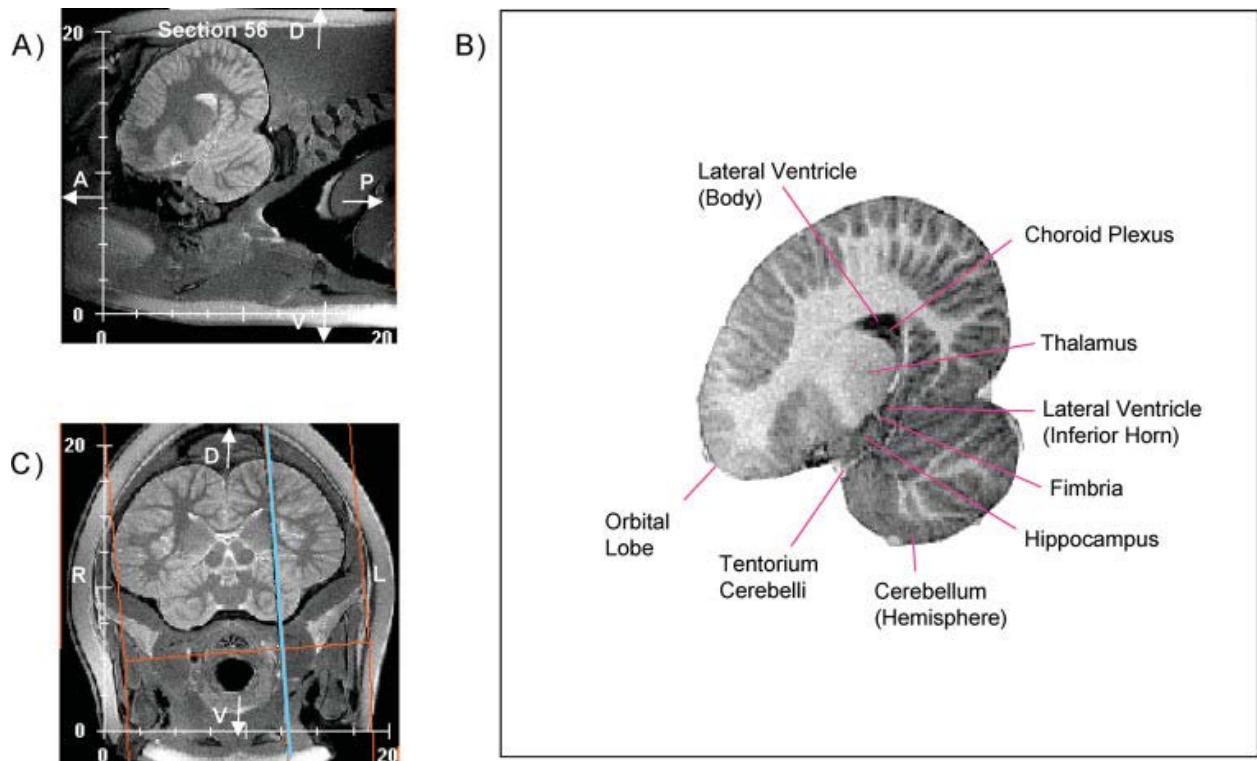 A)
Section 56
D
20
A
P
0
V
0
20
B)
Lateral Ventricle
(Body)
Choroid Plexus
Thalamus
Lateral Ventricle
(Inferior Horn)
Fimbria
Hippocampus
Orbital
Lobe
Tentorium
Cerebelli
Cerebellum
(Hemisphere)
C)
20
D
R
L
V
0
0
20